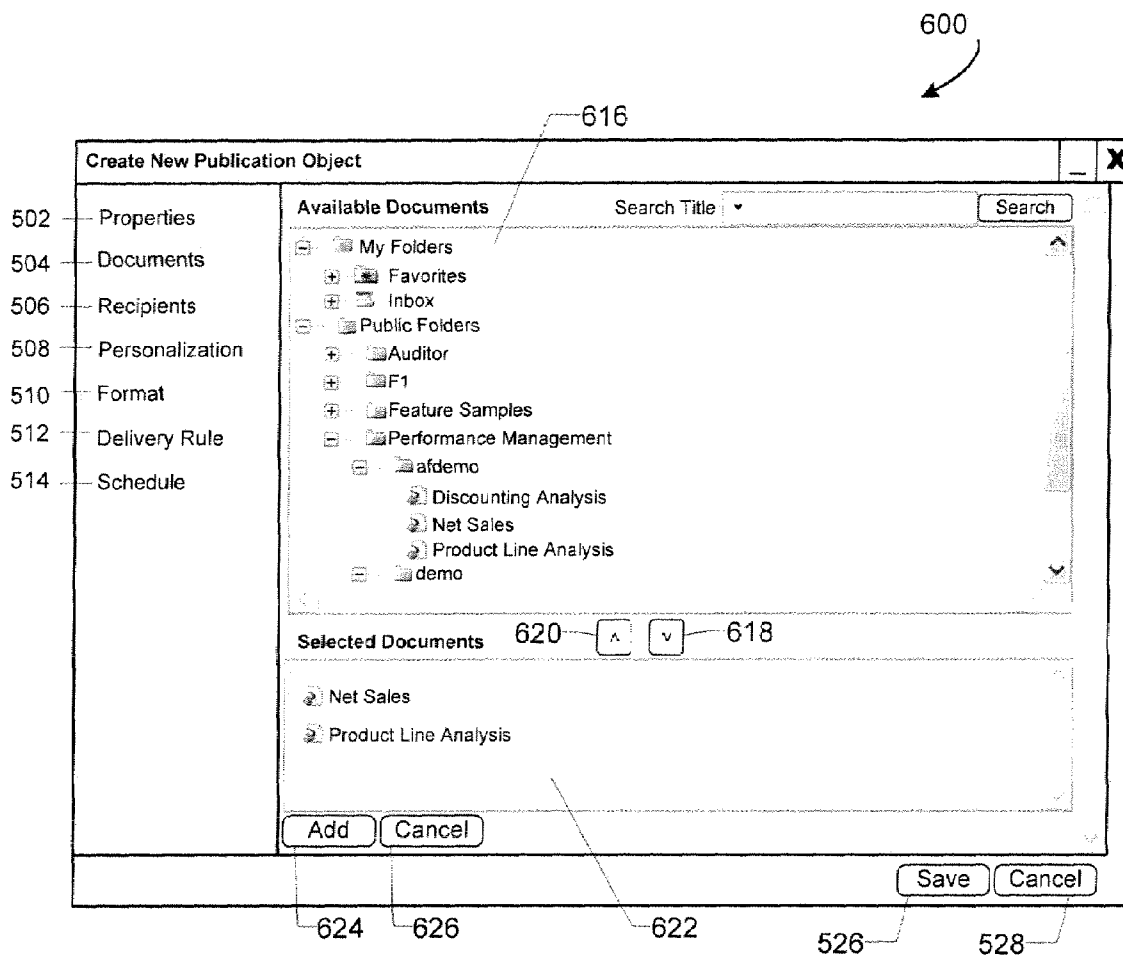 600
616
Create New Publication Object _ X
502 Properties
504 Documents
506 Recipients
508 Personalization
510 Format
512 Delivery Rule
514 Schedule
Available Documents Search Title Search
My Folders
Favorites
Inbox
Public Folders
Auditor
F1
Feature Samples
Performance Management
afdemo
Discounting Analysis
Net Sales
Product Line Analysis
demo
Selected Documents 620 ^ v 618
Net Sales
Product Line Analysis
Add Cancel
Save Cancel
624 626 622 526 528